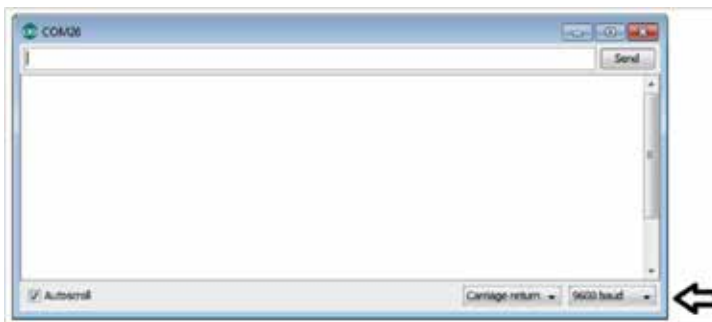 COM26
Send
Autoscroll
Carriage return
9600 baud